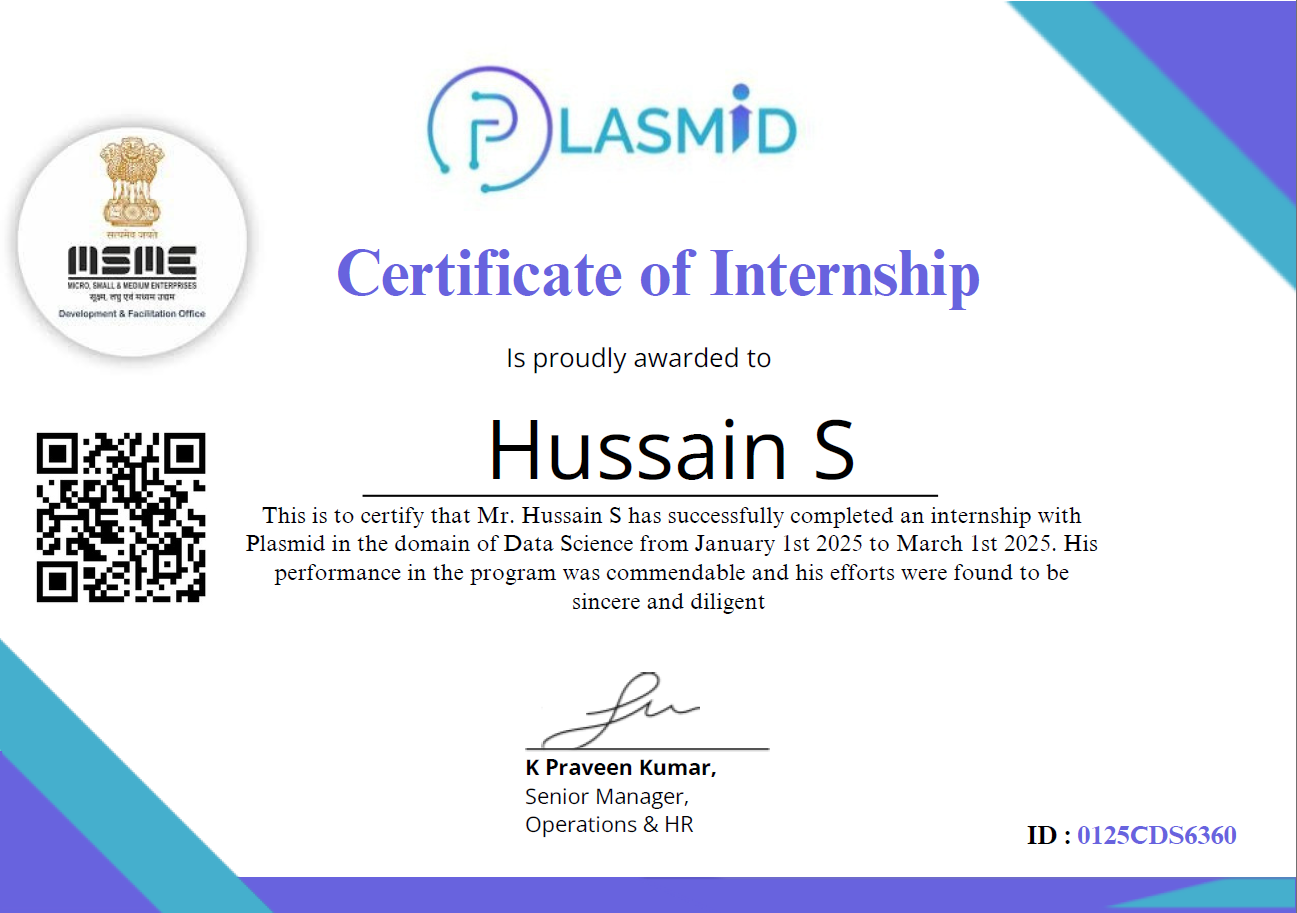 PLASMiD
सत्यमेव जयते
MSME
MICRO, SMALL & MEDIUM ENTERPRISES
सूक्ष्म, लघु एवं मध्यम उद्यम
Development & Facilitation Office
Certificate of Internship
Is proudly awarded to
Hussain S
This is to certify that Mr. Hussain S has successfully completed an internship with
Plasmid in the domain of Data Science from January 1st 2025 to March 1st 2025. His
performance in the program was commendable and his efforts were found to be
sincere and diligent
K Praveen Kumar,
Senior Manager,
Operations & HR
ID : 0125CDS6360